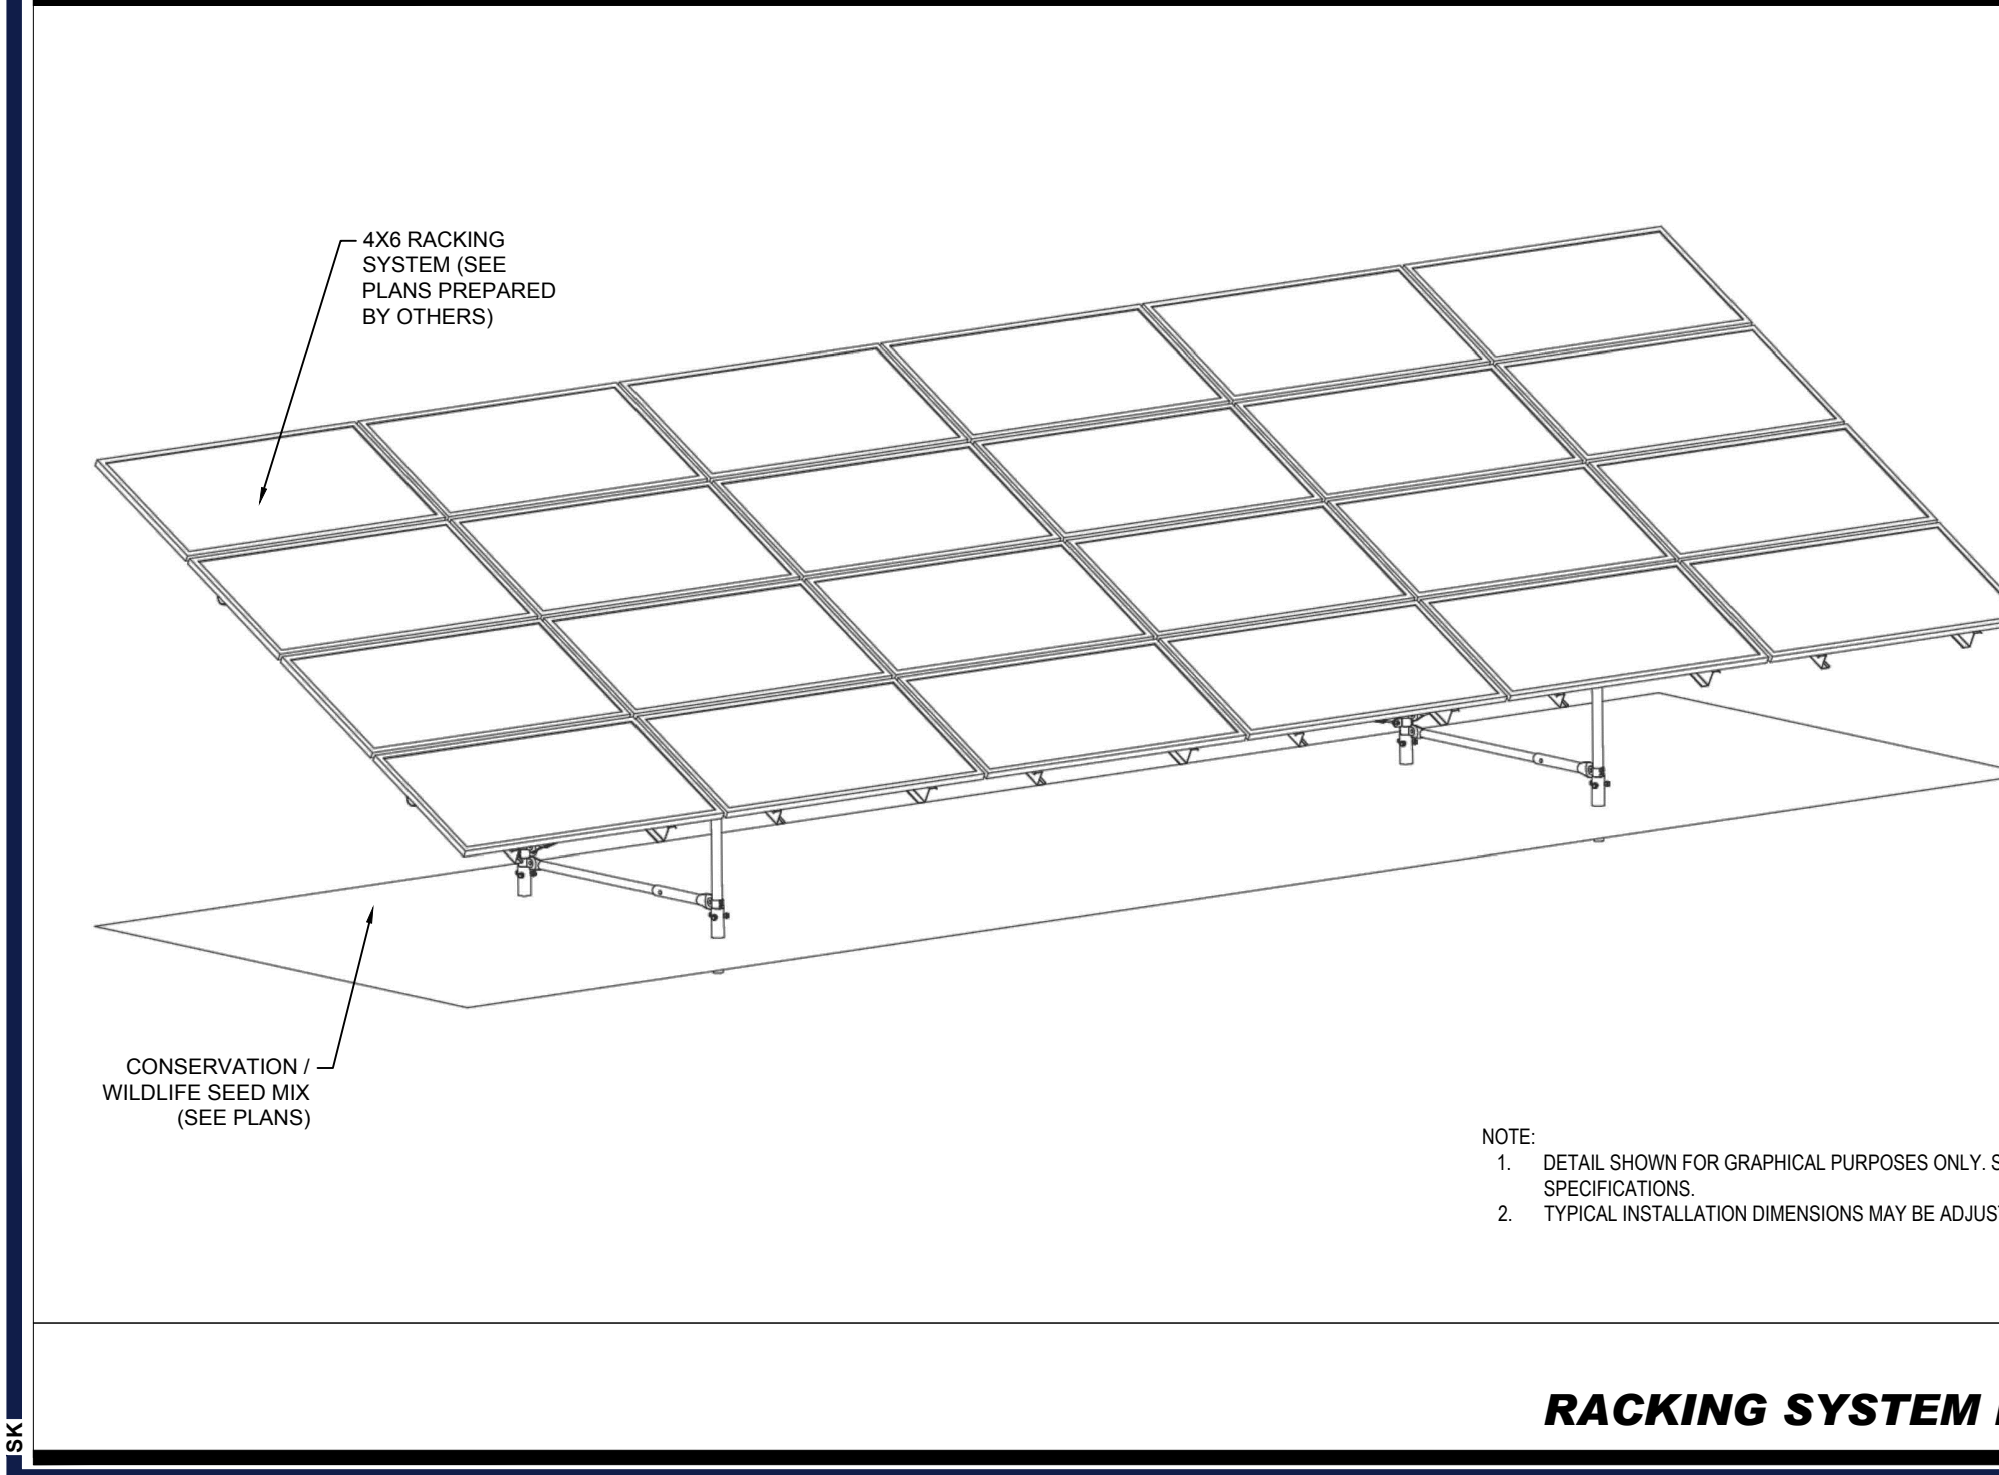 4X6 RACKING
SYSTEM (SEE
PLANS PREPARED
BY OTHERS)
CONSERVATION /
WILDLIFE SEED MIX
(SEE PLANS)
NOTE:
1. DETAIL SHOWN FOR GRAPHICAL PURPOSES ONLY.
SPECIFICATIONS.
2. TYPICAL INSTALLATION DIMENSIONS MAY BE
RACKING SYSTEM
SK